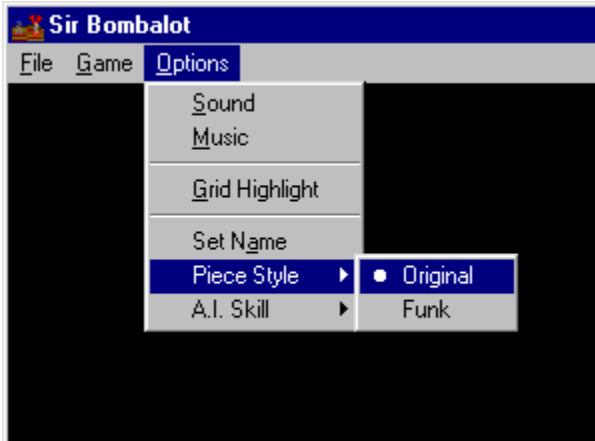 Sir Bombalot
File Game Options
Sound
Music
Grid Highlight
Set Name
Piece Style
Original
A.I. Skill
Funk